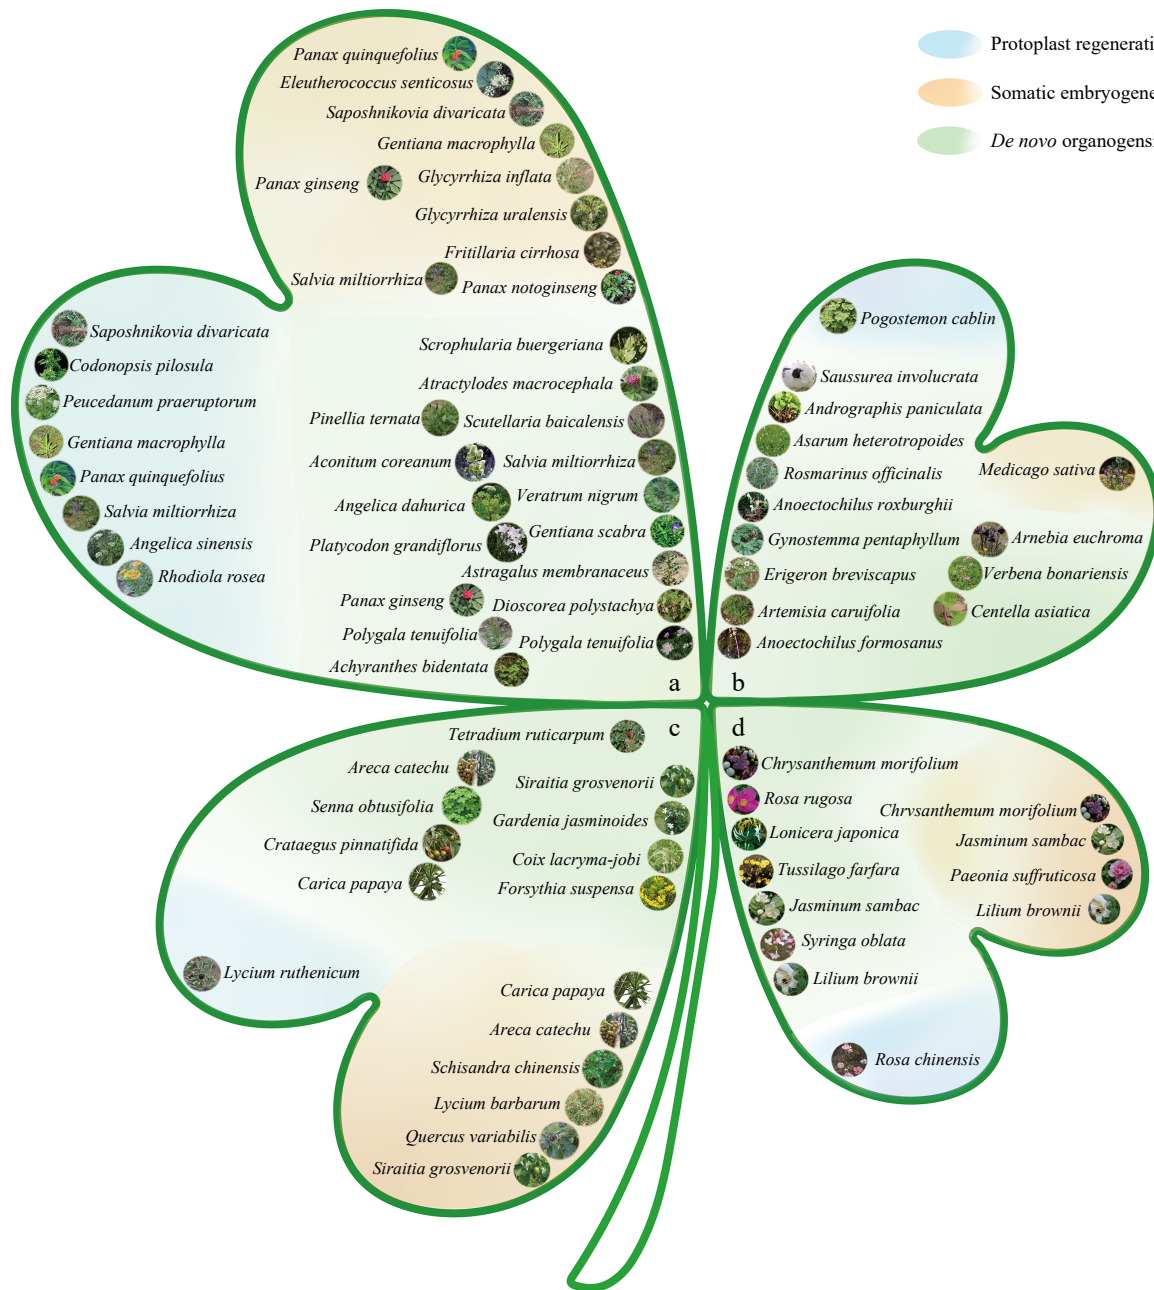 Protoplast regenerati
Somatic embryogene
De novo organogens
Panax quinquefolius
Eleutherococcus senticosus
Saposhnikovia divaricata
Gentiana macrophylla
Panax ginseng
Glycyrrhiza inflata
Glycyrrhiza uralensis
Fritillaria cirrhosa
Salvia miltiorrhiza
Panax notoginseng
Saposhnikovia divaricata
Codonopsis pilosula
Peucedanum praeruptorum
Gentiana macrophylla
Panax quinquefolius
Salvia miltiorrhiza
Angelica sinensis
Rhodiola rosea
Scrophularia buergeriana
Atractylodes macrocephala
Pinellia ternata
Scutellaria baicalensis
Aconitum coreanum
Salvia miltiorrhiza
Angelica dahurica
Veratrum nigrum
Platycodon grandiflorus
Gentiana scabra
Astragalus membranaceus
Panax ginseng
Dioscorea polystachya
Polygala tenuifolia
Polygala tenuifolia
Achyranthes bidentata
a
b
Pogostemon cablin
Saussurea involucrata
Andrographis paniculata
Asarum heterotropoides
Rosmarinus officinalis
Medicago sativa
Anoectochilus roxburghii
Gynostemma pentaphyllum
Arnebia euchroma
Erigeron breviscapus
Verbena bonariensis
Artemisia caruifolia
Centella asiatica
Anoectochilus formosanus
c
d
Tetradium ruticarpum
Areca catechu
Siraitia grosvenorii
Senna obtusifolia
Gardenia jasminoides
Crataegus pinnatifida
Coix lacryma-jobi
Carica papaya
Forsythia suspensa
Lycium ruthenicum
Carica papaya
Areca catechu
Schisandra chinensis
Lycium barbarum
Quercus variabilis
Siraitia grosvenorii
Chrysanthemum morifolium
Rosa rugosa
Lonicera japonica
Tussilago farfara
Jasminum sambac
Syringa oblata
Lilium brownii
Chrysanthemum morifolium
Jasminum sambac
Paeonia suffruticosa
Lilium brownii
Rosa chinensis